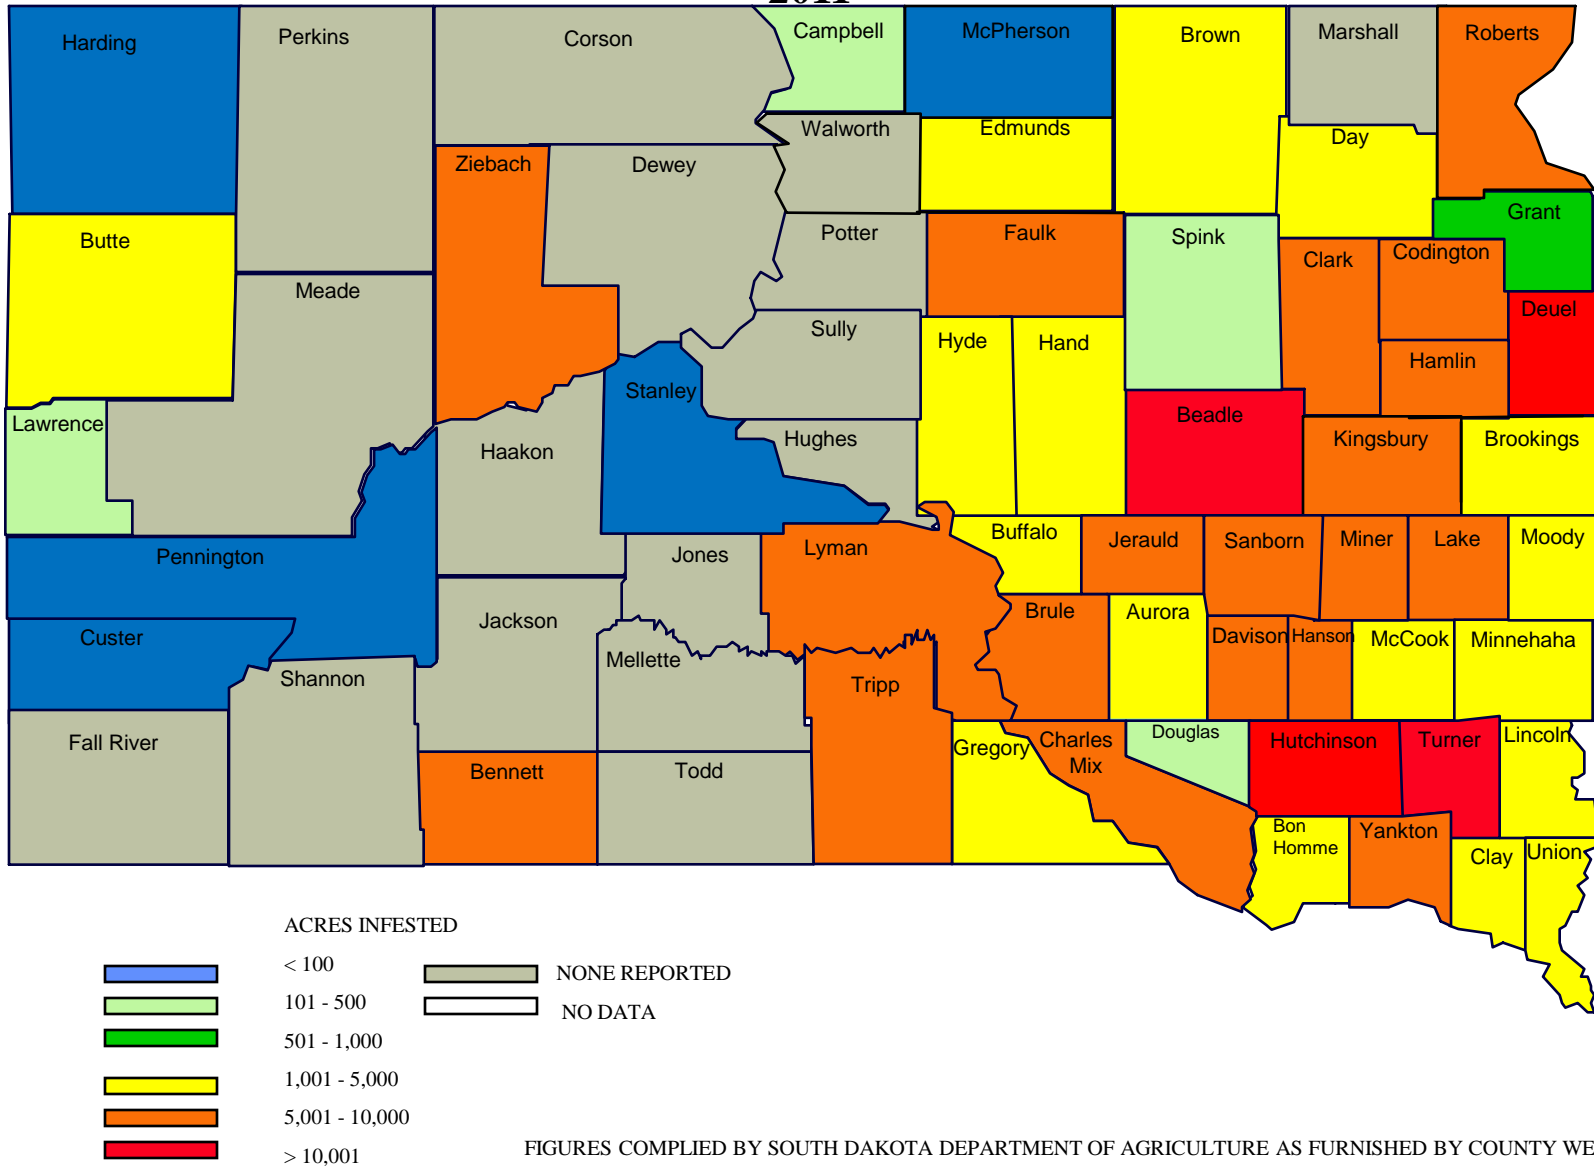 2011
Harding
Perkins
Corson
Campbell
McPherson
Brown
Marshall
Roberts
Walworth
Edmunds
Day
Ziebach
Dewey
Grant
Butte
Potter
Faulk
Spink
Clark
Codington
Meade
Deuel
Sully
Hyde
Hand
Hamlin
Stanley
Lawrence
Beadle
Haakon
Hughes
Kingsbury
Brookings
Pennington
Jones
Lyman
Buffalo
Jerauld
Sanborn
Miner
Lake
Moody
Custer
Jackson
Brule
Aurora
Davison
Hanson
McCook
Minnehaha
Shannon
Mellette
Tripp
Fall River
Bennett
Todd
Gregory
Charles
Mix
Douglas
Hutchinson
Turner
Lincoln
Bon
Homme
Yankton
Clay
Union
ACRES INFESTED
< 100
NONE REPORTED
101 - 500
NO DATA
501 - 1,000
1,001 - 5,000
5,001 - 10,000
> 10,001
FIGURES COMPLIED BY SOUTH DAKOTA DEPARTMENT OF AGRICULTURE AS FURNISHED BY COUNTY WE